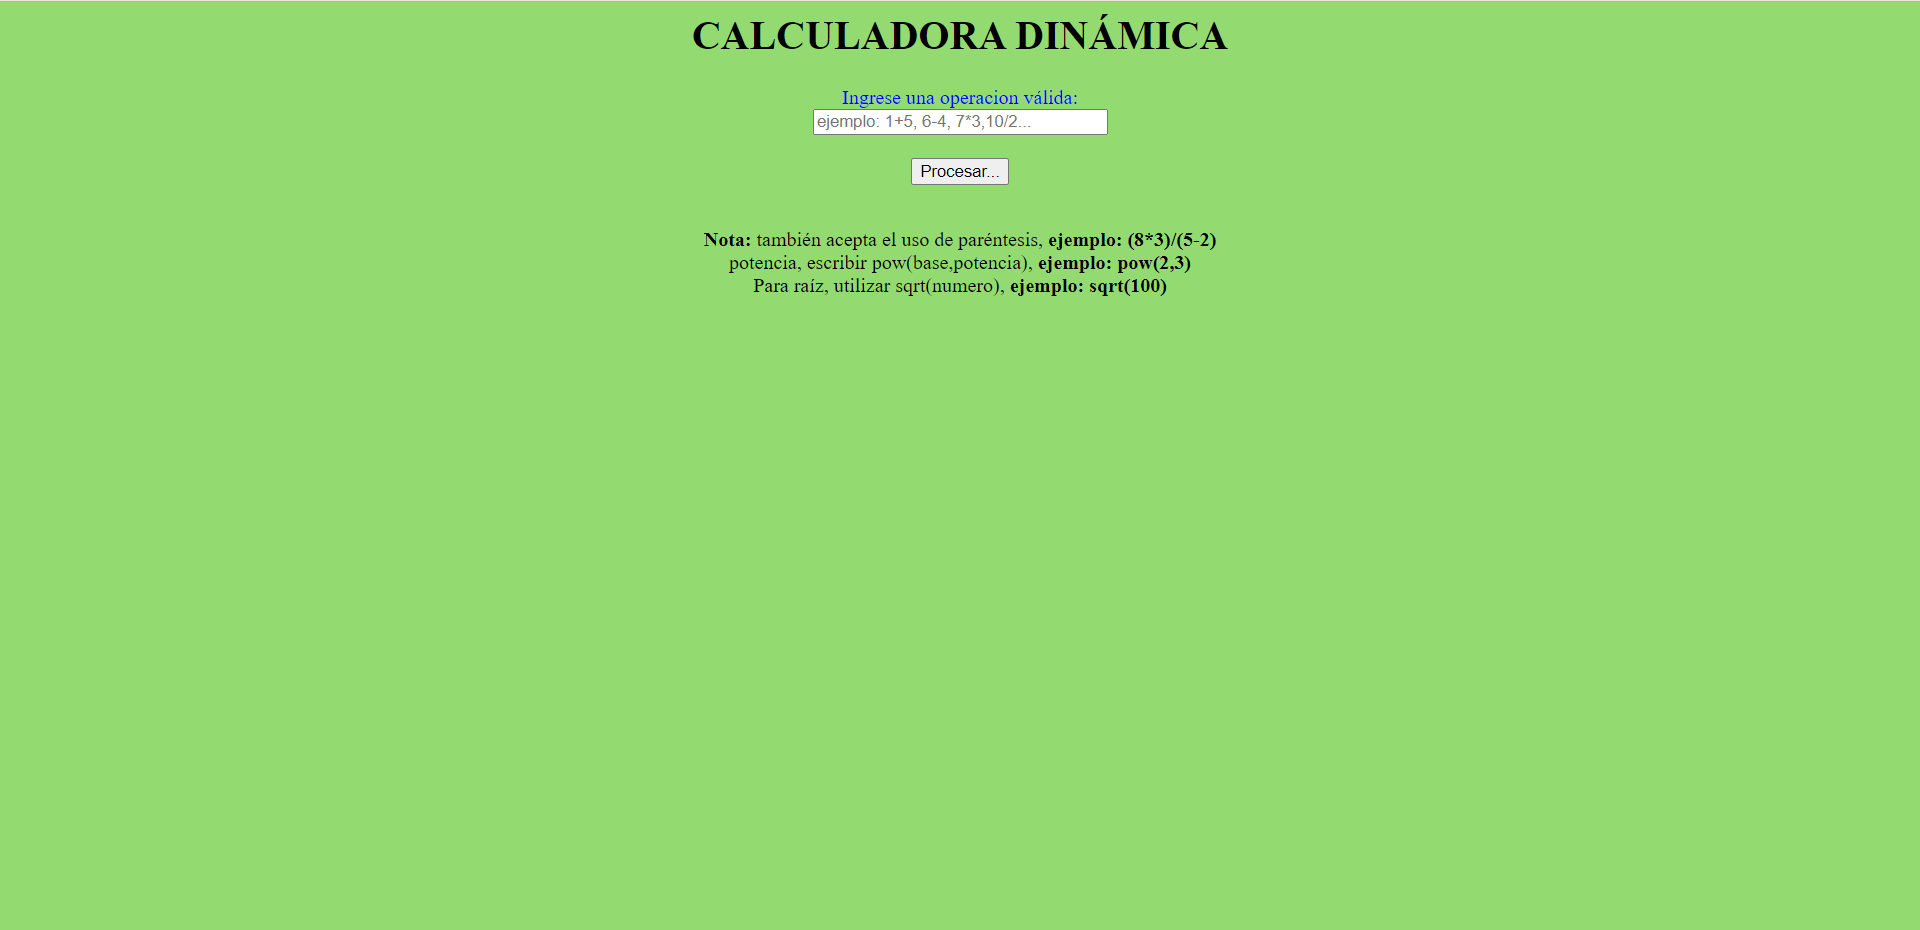 CALCULADORA DINÁMICA
Ingrese una operacion válida:
ejemplo: 1+5, 6-4, 7*3,10/2...
Procesar...
Nota: también acepta el uso de paréntesis, ejemplo: (8*3)/(5-2)
potencia, escribir pow(base,potencia), ejemplo: pow(2,3)
Para raíz, utilizar sqrt(numero), ejemplo: sqrt(100)